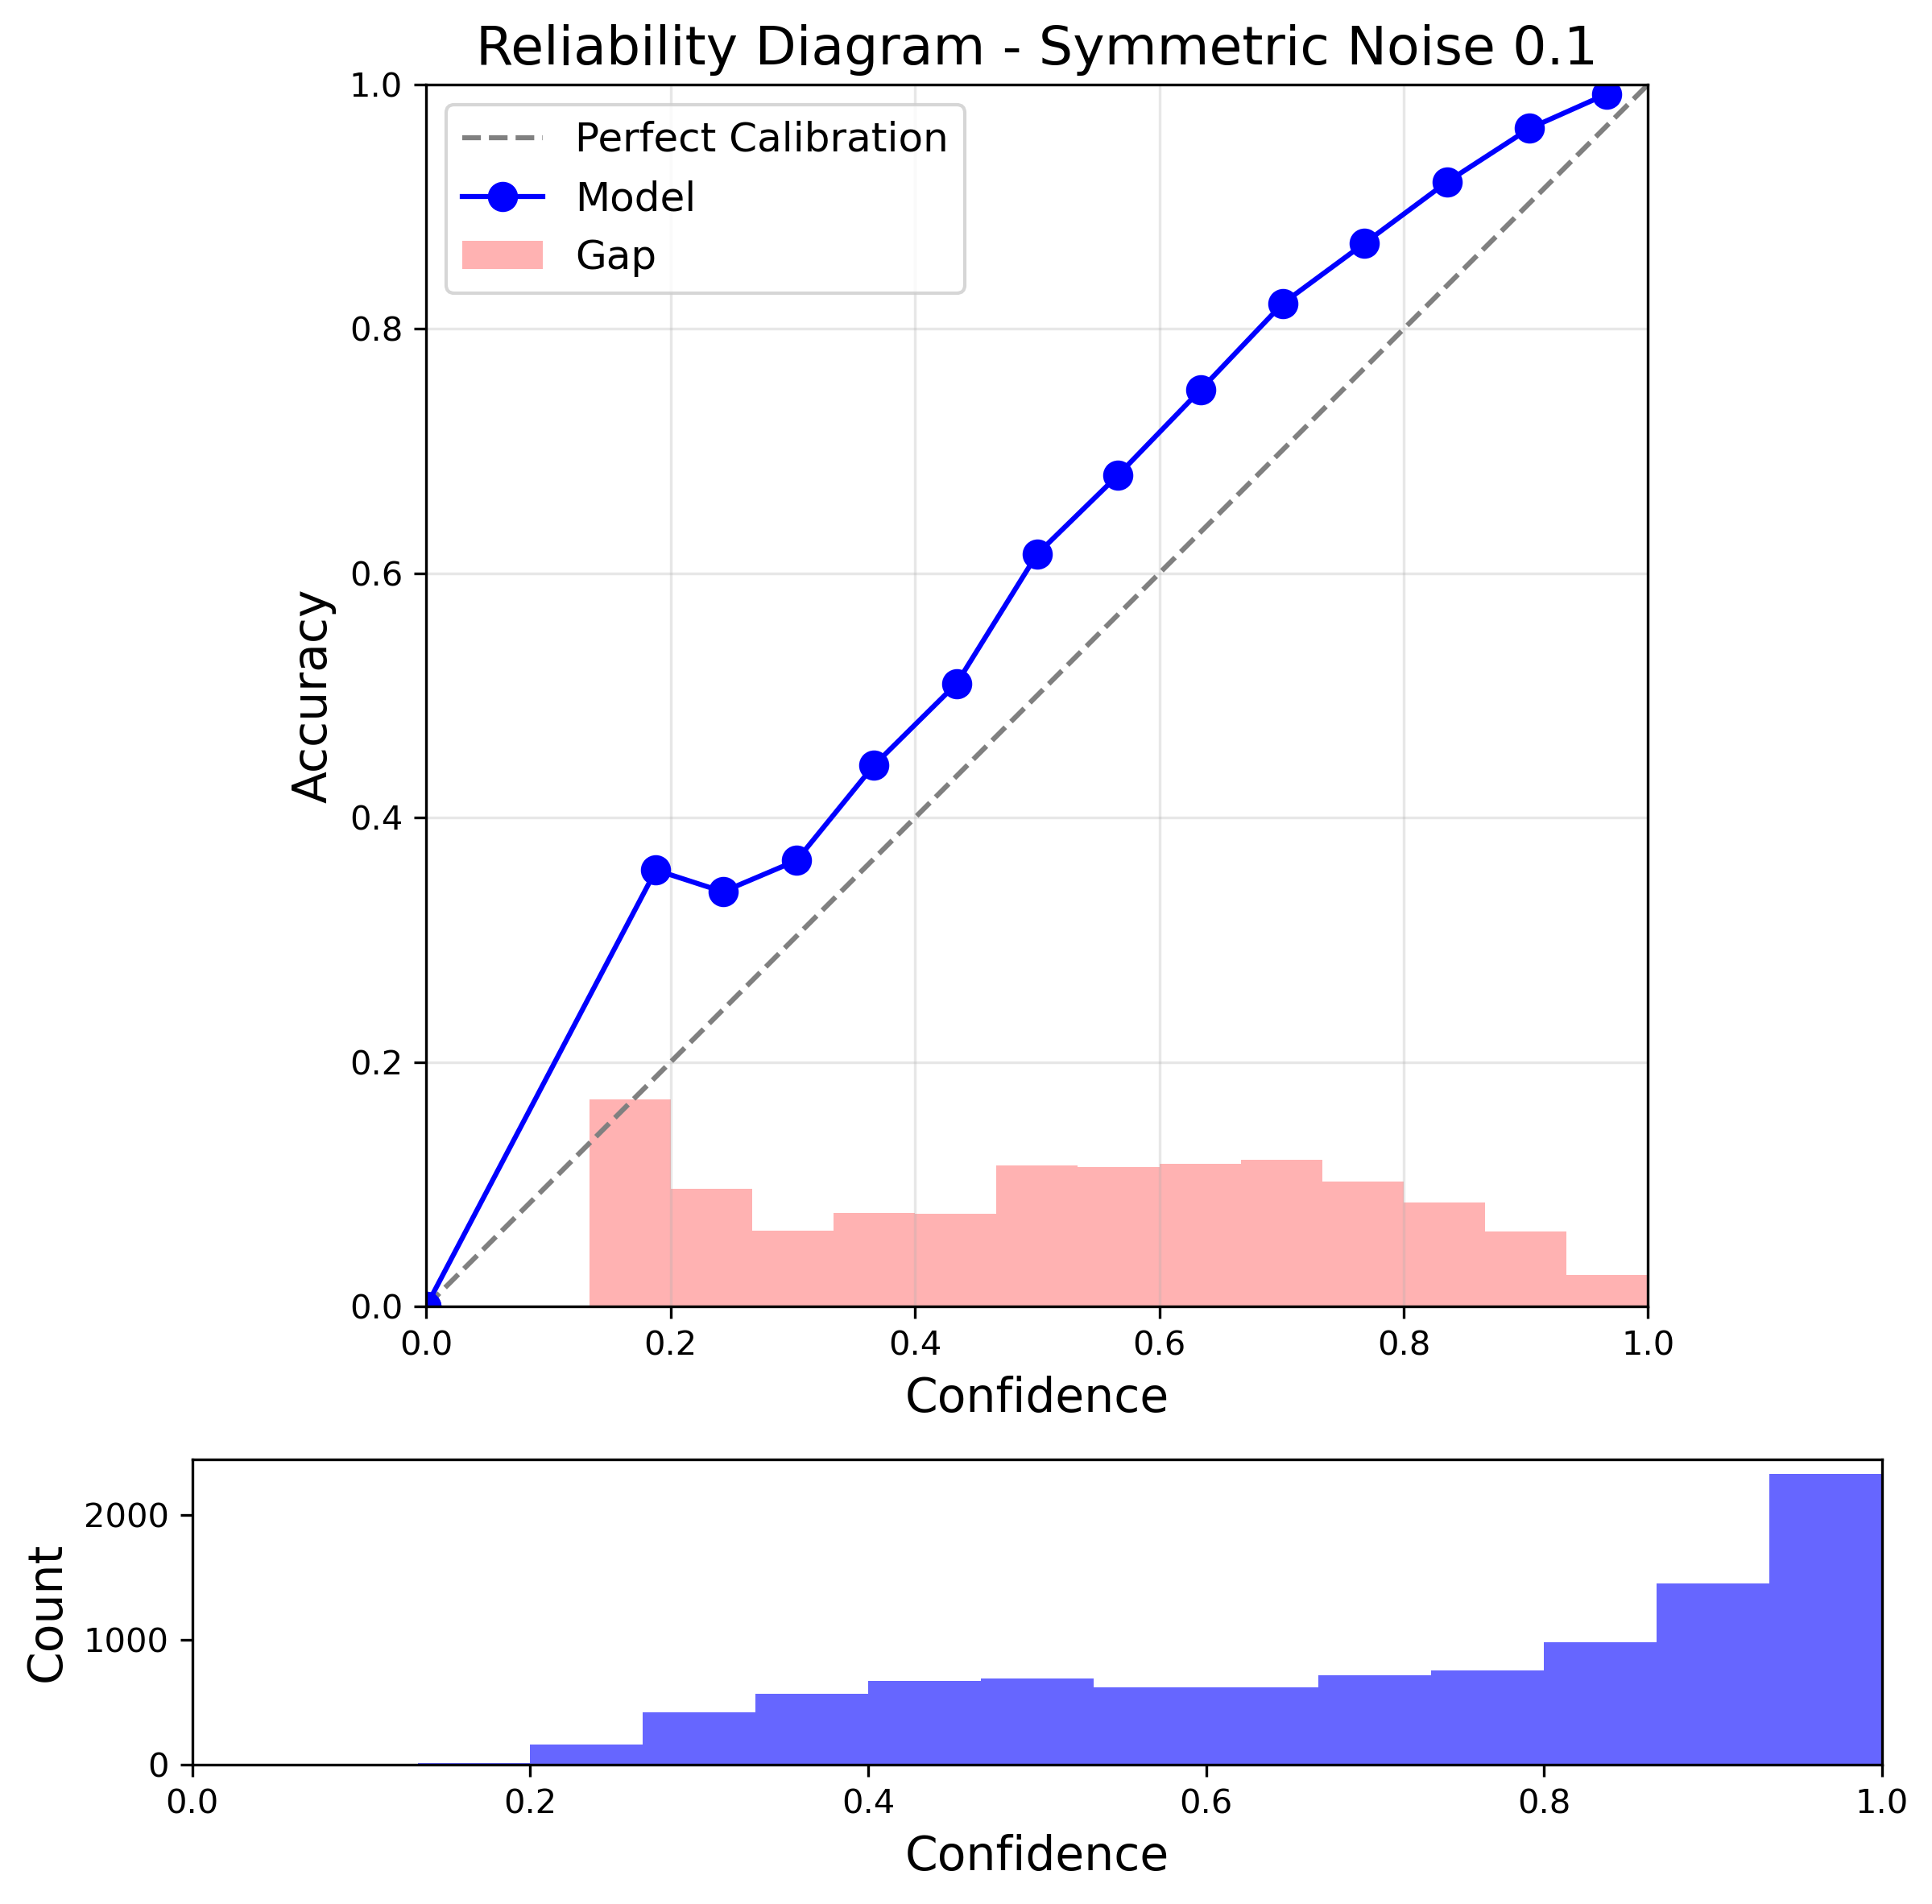 Reliability Diagram - Symmetric Noise 0.1
Perfect Calibration
Model
Gap
1.0
0.8
0.6
0.4
0.2
0.0
Accuracy
0.0 0.2 0.4 0.6 0.8 1.0
Confidence
2000
1000
0
Count
0.0 0.2 0.4 0.6 0.8 1.0
Confidence